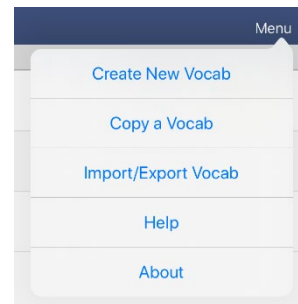 Menu
Create New Vocab
Copy a Vocab
Import/Export Vocab
Help
About